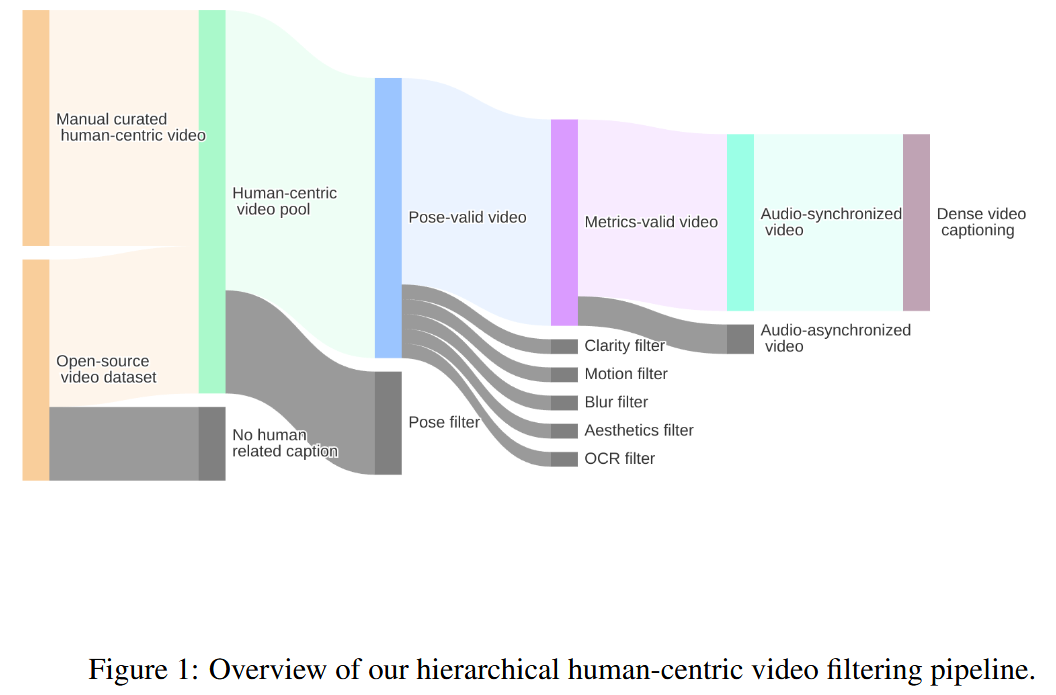 Manual curated
human-centric video
Open-source
video dataset
Human-centric
video pool
No human
related caption
Pose-valid video
Pose filter
Metrics-valid video
Clarity filter
Motion filter
Blur filter
Aesthetics filter
OCR filter
Audio-synchronized
video
Audio-asynchronized
video
Dense video
captioning
Figure 1: Overview of our hierarchical human-centric video filtering pipeline.